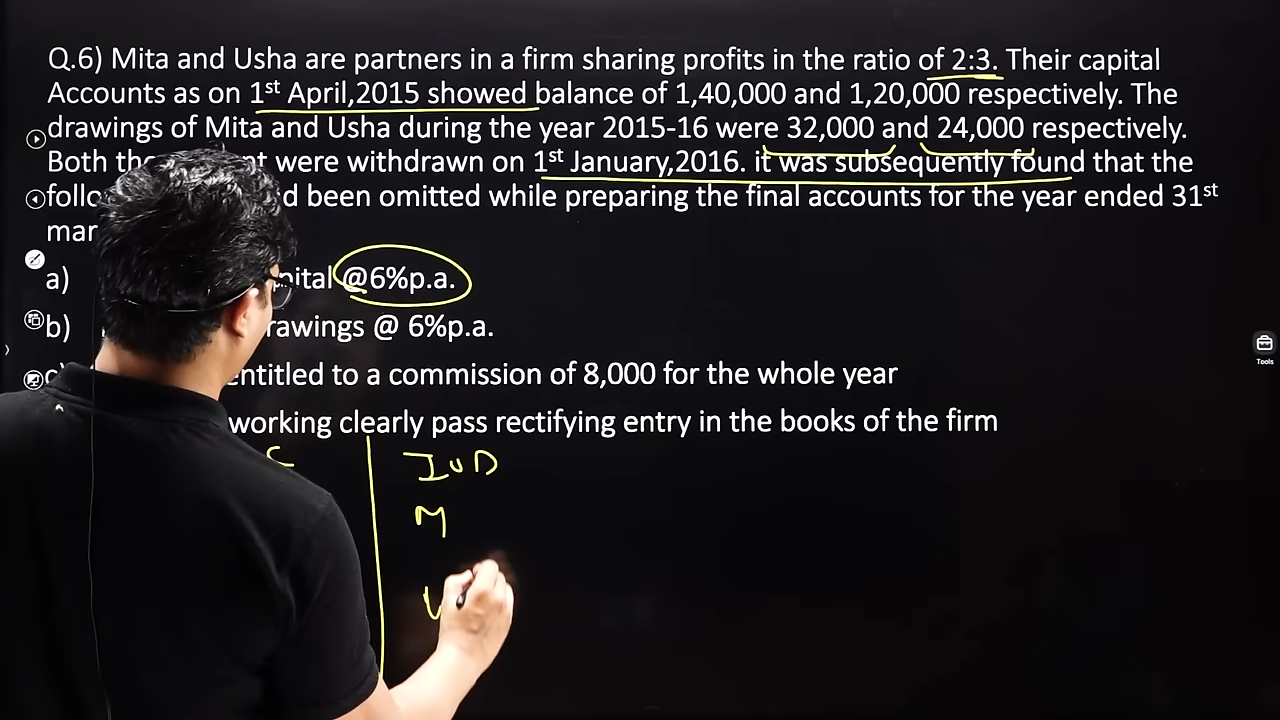 Q.6) Mita and Usha are partners in a firm sharing profits in the ratio of 2:3. Their capital
Accounts as on 1st April,2015 showed balance of 1,40,000 and 1,20,000 respectively. The
drawings of Mita and Usha during the year 2015-16 were 32,000 and 24,000 respectively.
Both the were withdrawn on 1st January,2016. it was subsequently found that the
been omitted while preparing the final accounts for the year ended 31st
a) @6%p.a.
b) @ 6%p.a.
entitled to a commission of 8,000 for the whole year
working clearly pass rectifying entry in the books of the firm
IOD
M
U
Tools